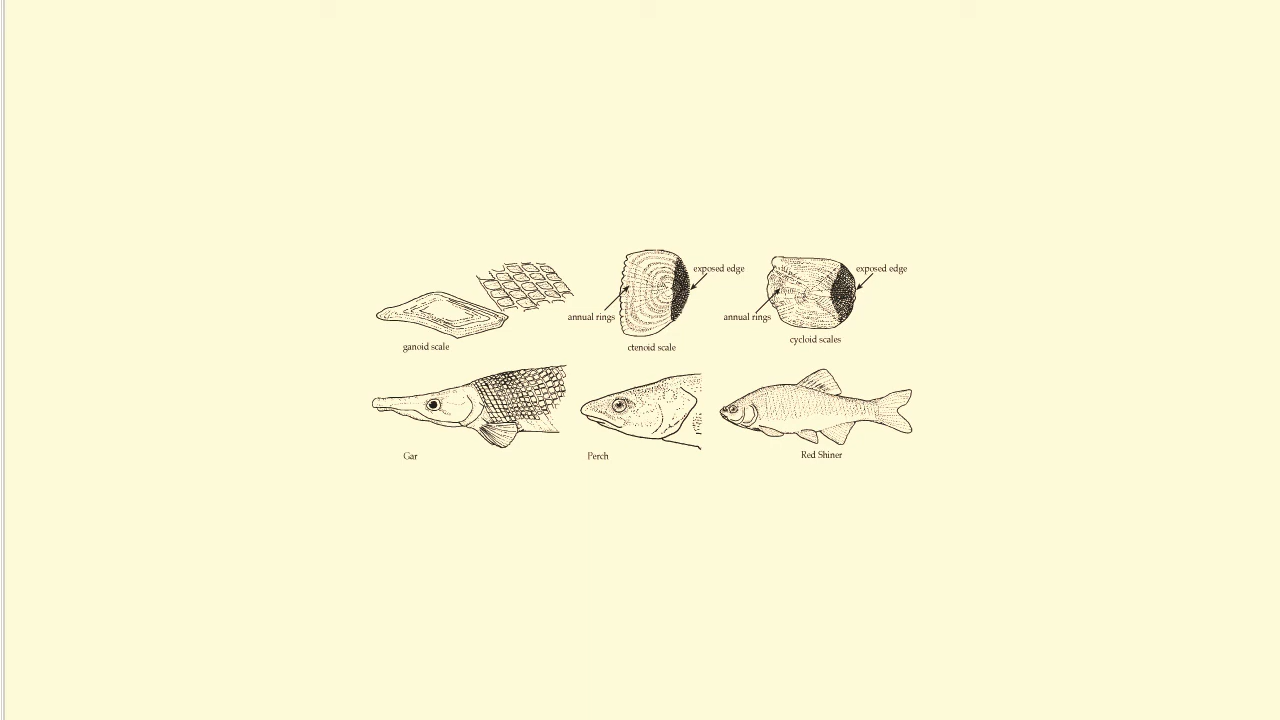 exposed edge
exposed edge
annual rings
annual rings
ganoid scale
ctenoid scale
cycloid scales
Gar
Perch
Red Shiner